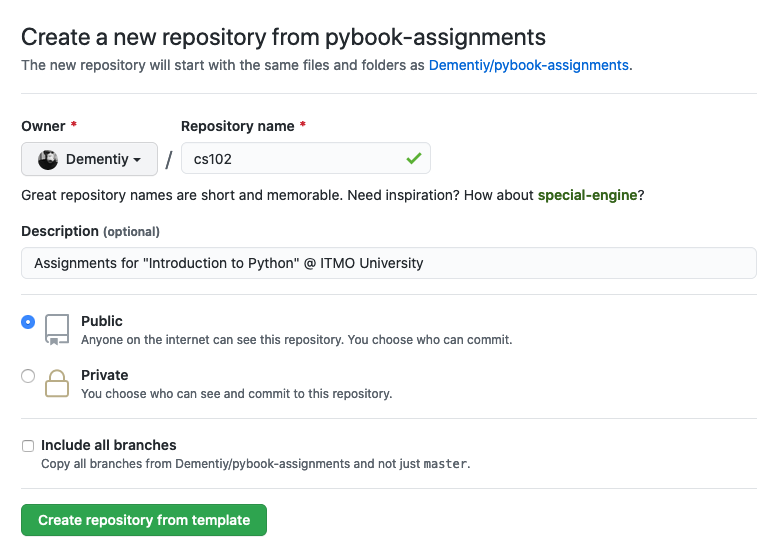 Create a new repository from pybook-assignments
The new repository will start with the same files and folders as Dementiy/pybook-assignments.
Owner * Repository name *
Dementiy / cs102
Great repository names are short and memorable. Need inspiration? How about special-engine?
Description (optional)
Assignments for "Introduction to Python" @ ITMO University
Public
Anyone on the internet can see this repository. You choose who can commit.
Private
You choose who can see and commit to this repository.
Include all branches
Copy all branches from Dementiy/pybook-assignments and not just master.
Create repository from template